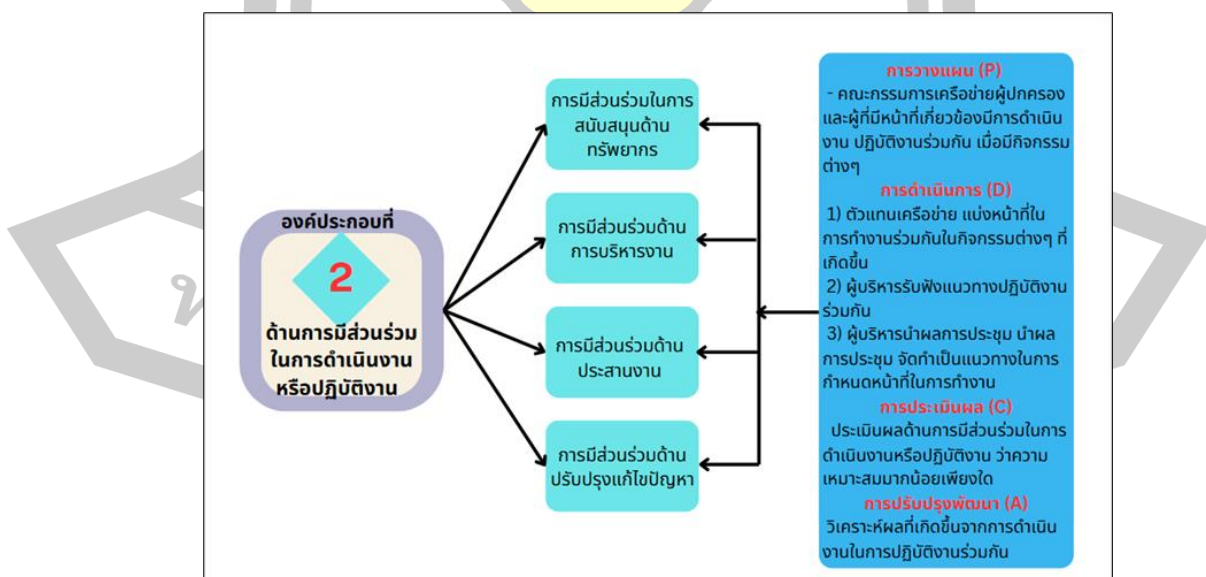 องค์ประกอบที่
2
ด้านการมีส่วนร่วม
ในการดำเนินงาน
หรือปฏิบัติงาน
การมีส่วนร่วมในการ
สนับสนุนด้าน
ทรัพยากร
การมีส่วนร่วมด้าน
การบริหารงาน
การมีส่วนร่วมด้าน
ประสานงาน
การมีส่วนร่วมด้าน
ปรับปรุงแก้ไขปัญหา
การวางแผน (P)
- คณะกรรมการเครือข่ายผู้ปกครอง
และผู้ที่มีหน้าที่เกี่ยวข้องมีการดำเนิน
งาน ปฏิบัติงานร่วมกัน เมื่อมีกิจกรรม
ต่างๆ
การดำเนินการ (D)
1) ตัวแทนเครือข่าย แบ่งหน้าที่ใน
การทำงานร่วมกันในกิจกรรมต่างๆ ที่
เกิดขึ้น
2) ผู้บริหารรับฟังแนวทางปฏิบัติงาน
ร่วมกัน
3) ผู้บริหารนำผลการประชุม นำผล
การประชุม จัดทำเป็นแนวทางในการ
กำหนดหน้าที่ในการทำงาน
การประเมินผล (C)
ประเมินผลด้านการมีส่วนร่วมในการ
ดำเนินงานหรือปฏิบัติงาน ว่าความ
เหมาะสมมากน้อยเพียงใด
การปรับปรุงพัฒนา (A)
วิเคราะห์ผลที่เกิดขึ้นจากการดำเนิน
งานในการปฏิบัติงานร่วมกัน